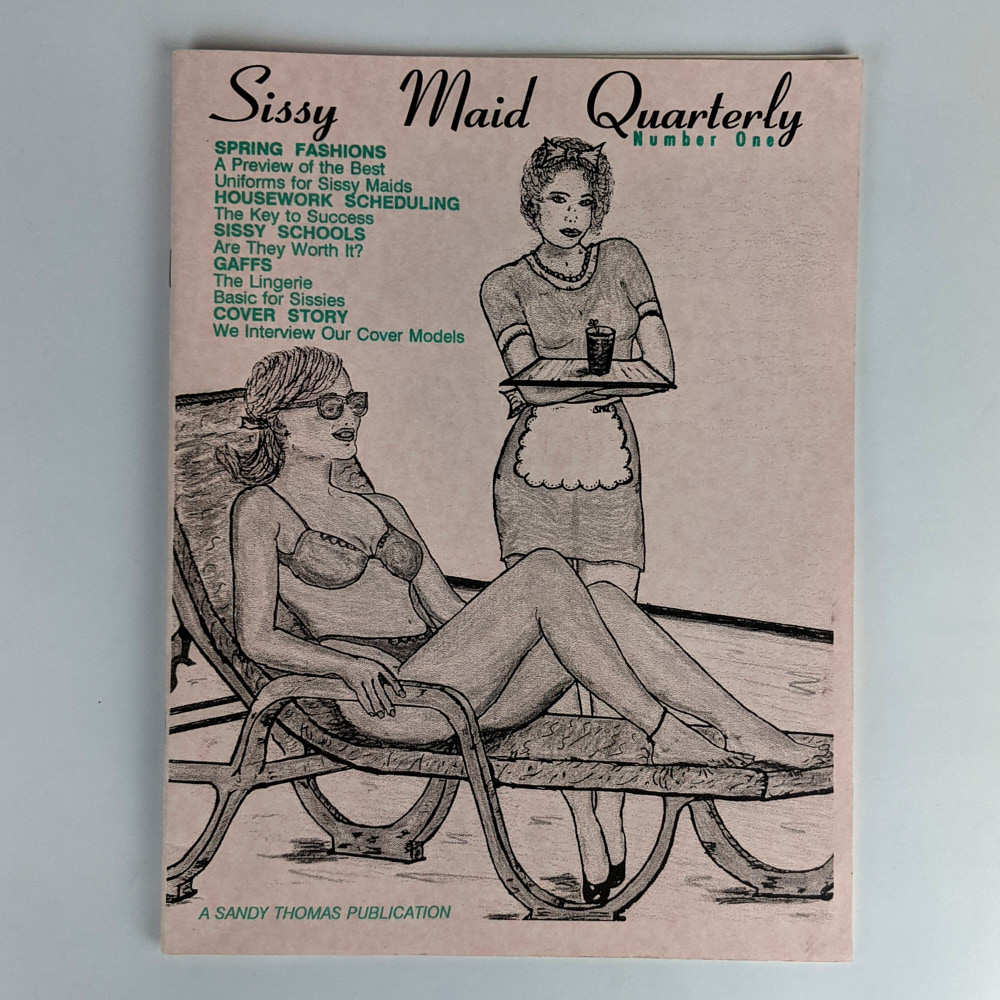 Sissy Maid Quarterly
Number One
SPRING FASHIONS
A Preview of the Best
Uniforms for Sissy Maids
HOUSEWORK SCHEDULING
The Key to Success
SISSY SCHOOLS
Are They Worth It?
GAFFS
The Lingerie
Basic for Sissies
COVER STORY
We Interview Our Cover Models
A SANDY THOMAS PUBLICATION